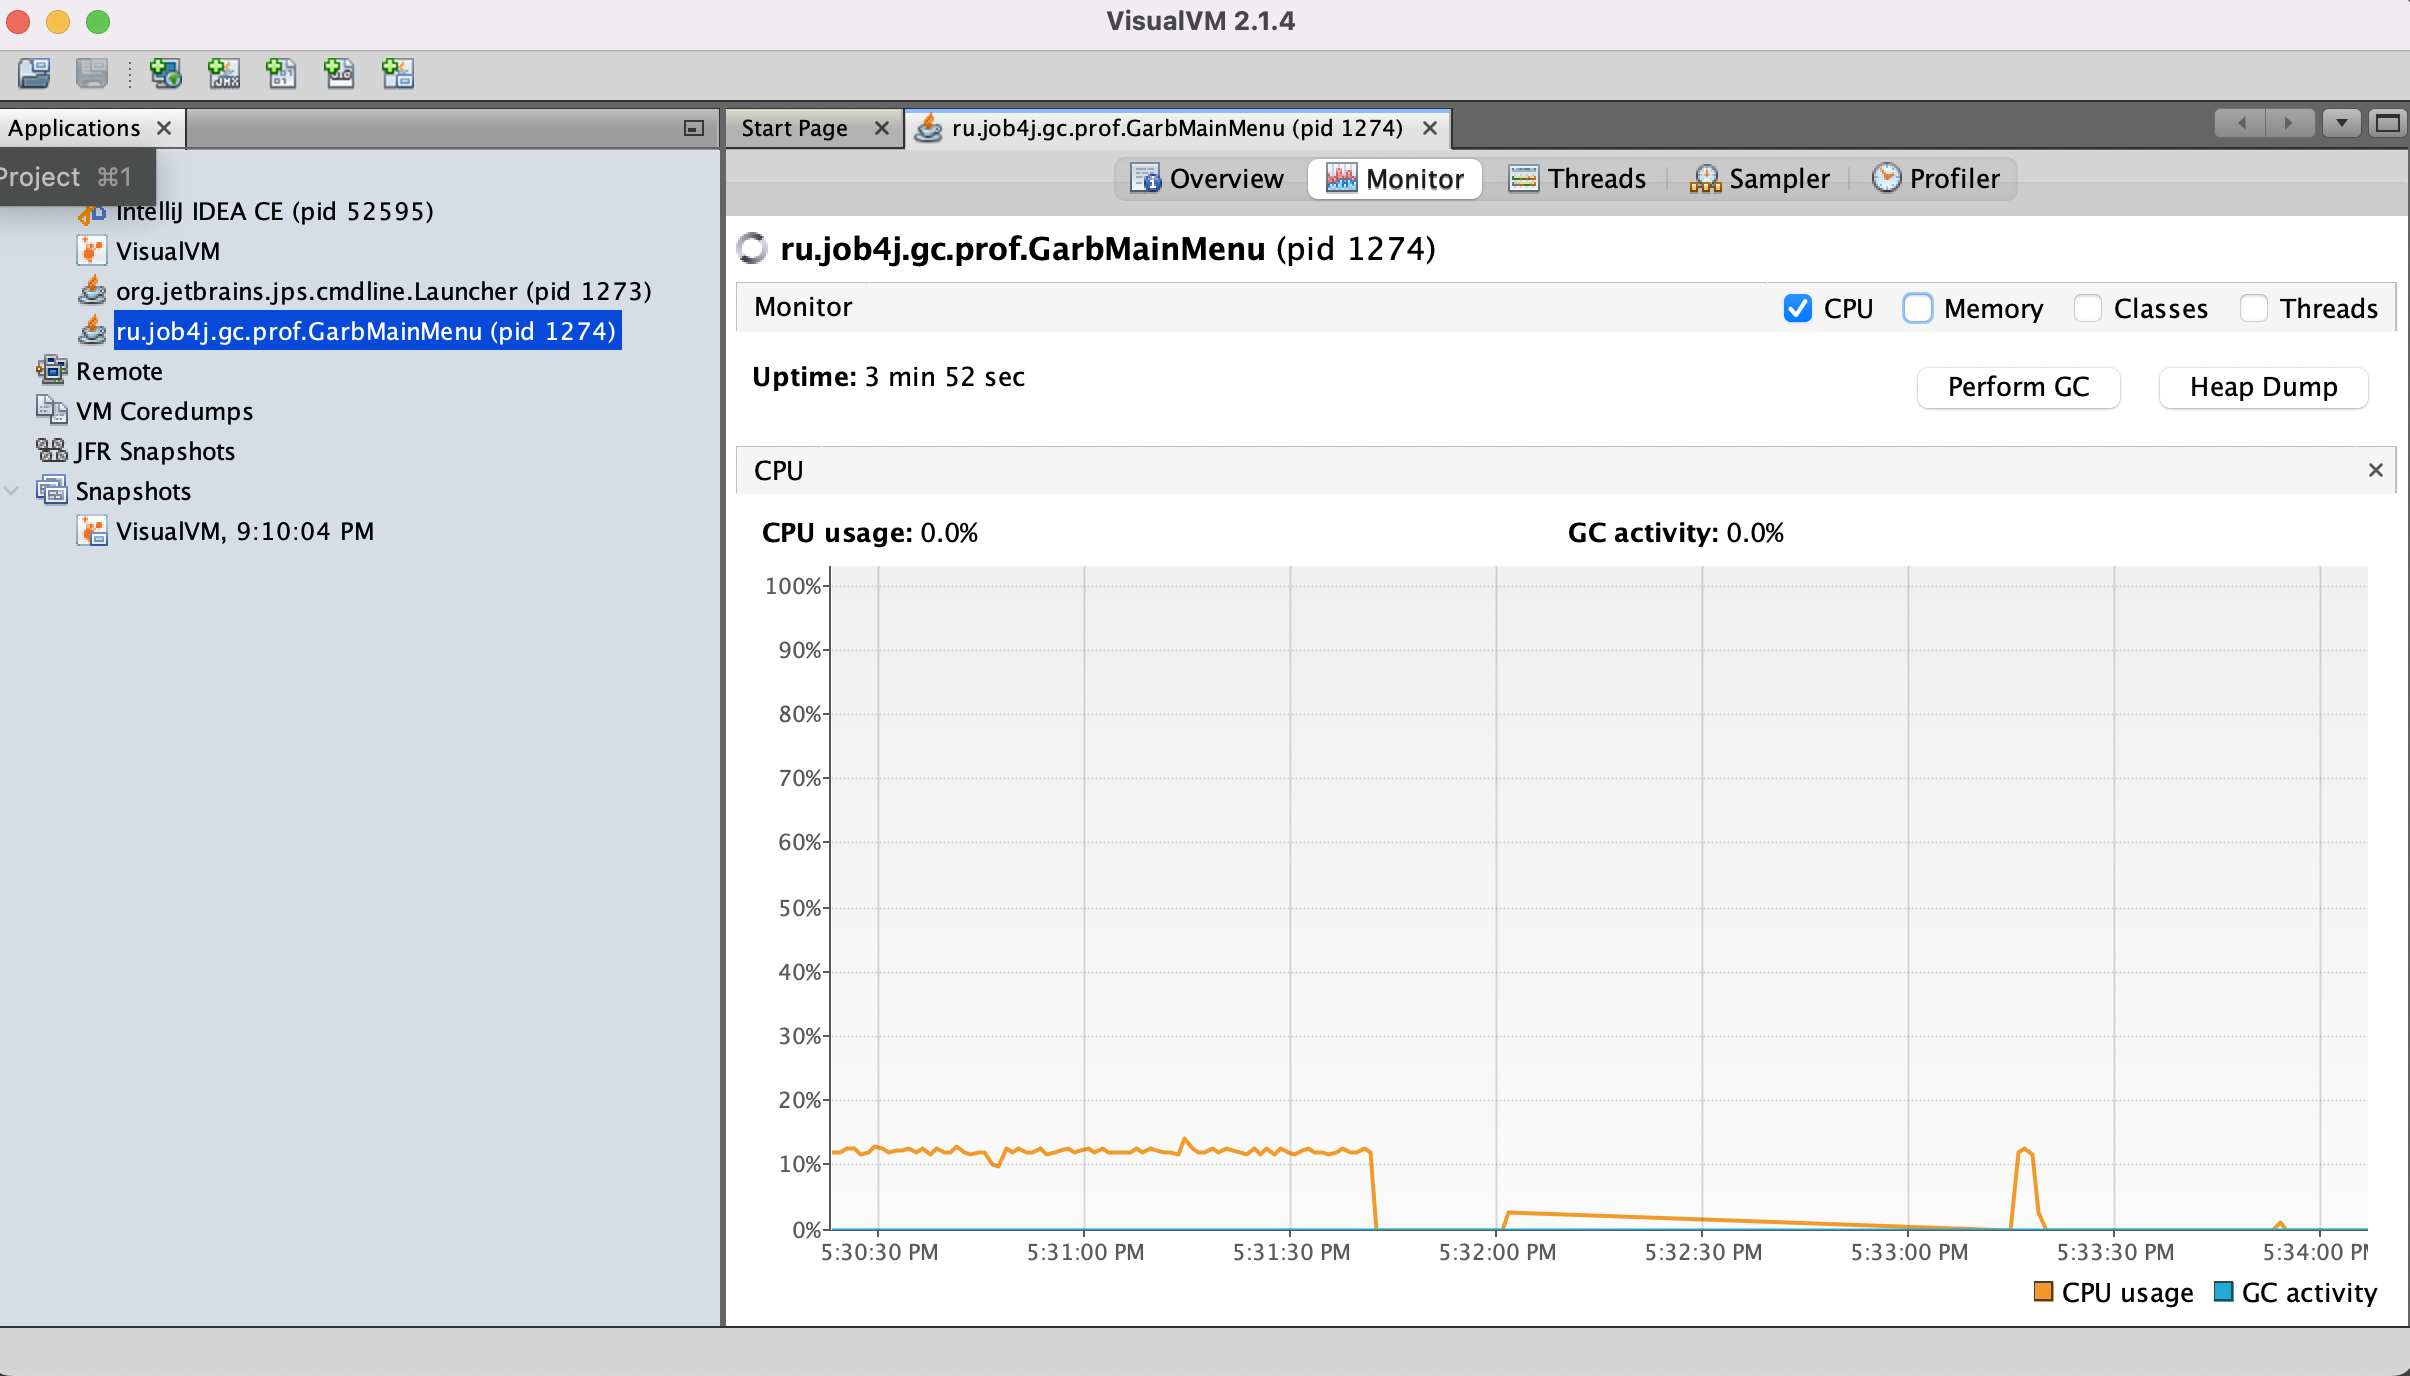 VisualVM 2.1.4
Applications
Start Page
ru.job4j.gc.prof.GarbMainMenu (pid 1274)
Project ⌘1
Overview Monitor Threads Sampler Profiler
IntelliJ IDEA CE (pid 52595)
VisualVM
org.jetbrains.jps.cmdline.Launcher (pid 1273)
ru.job4j.gc.prof.GarbMainMenu (pid 1274)
Remote
VM Coredumps
JFR Snapshots
Snapshots
VisualVM, 9:10:04 PM
ru.job4j.gc.prof.GarbMainMenu (pid 1274)
Monitor
CPU Memory Classes Threads
Uptime: 3 min 52 sec
Perform GC Heap Dump
CPU
CPU usage: 0.0%
GC activity: 0.0%
100%
90%
80%
70%
60%
50%
40%
30%
20%
10%
0%
5:30:30 PM 5:31:00 PM 5:31:30 PM 5:32:00 PM 5:32:30 PM 5:33:00 PM 5:33:30 PM 5:34:00 PM
CPU usage GC activity